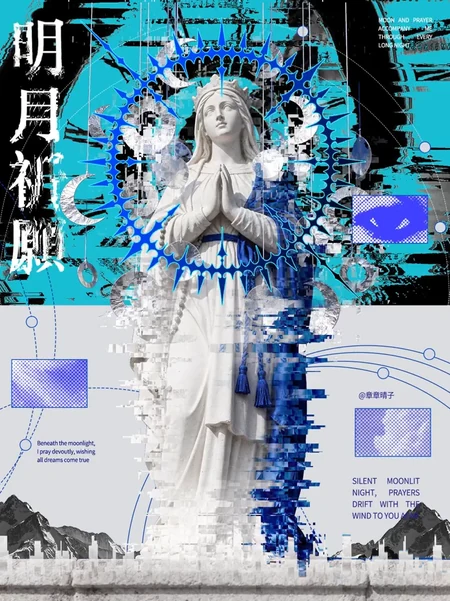 明月祈願
MOON AND PRAYER
ACCOMPANY ME
THROUGH EVERY
LONG NIGHT
@章章晴子
Beneath the moonlight,
I pray devoutly, wishing
all dreams come true
SILENT MOONLIT
NIGHT, PRAYERS
DRIFT WITH THE
WIND TO YOU